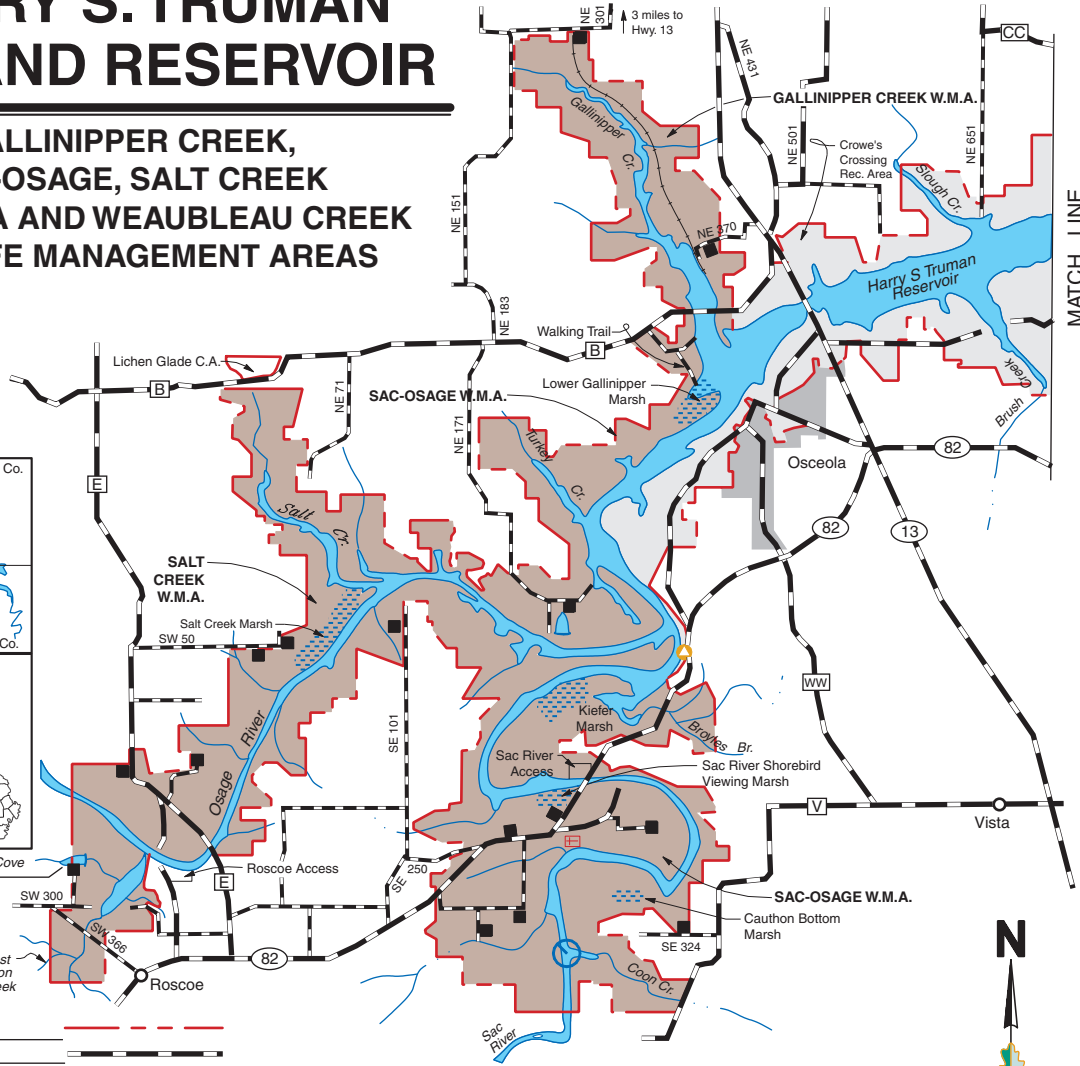 RY S. TRUMAN
AND RESERVOIR
ALLINIPPER CREEK,
-OSAGE, SALT CREEK
A AND WEAUBLEAU CREEK
FE MANAGEMENT AREAS
NE 301
3 miles to
Hwy. 13
NE 431
CC
GALLINIPPER CREEK W.M.A.
Gallinipper
Cr.
NE 501
Crowe's
Crossing
Rec. Area
NE 651
Slough Cr.
MATCH LINE
NE 151
NE 370
Harry S Truman
Reservoir
NE 183
Walking Trail
B
Lichen Glade C.A.
B
NE 71
Lower Gallinipper
Marsh
SAC-OSAGE W.M.A.
NE 171
Creek
Brush
Turkey
Cr.
Osceola
82
Co.
E
Salt
Cr.
82
13
SALT
CREEK
W.M.A.
Salt Creek Marsh
SW 50
Co.
WW
Kiefer
Marsh
Broyles Br.
River
Osage
SE 101
Sac River
Access
Sac River Shorebird
Viewing Marsh
V
Vista
Cove
Roscoe Access
E
SE 250
SW 300
SW 366
SAC-OSAGE W.M.A.
Cauthon Bottom
Marsh
SE 324
82
Roscoe
st
on
eek
Coon Cr.
Sac
River
N